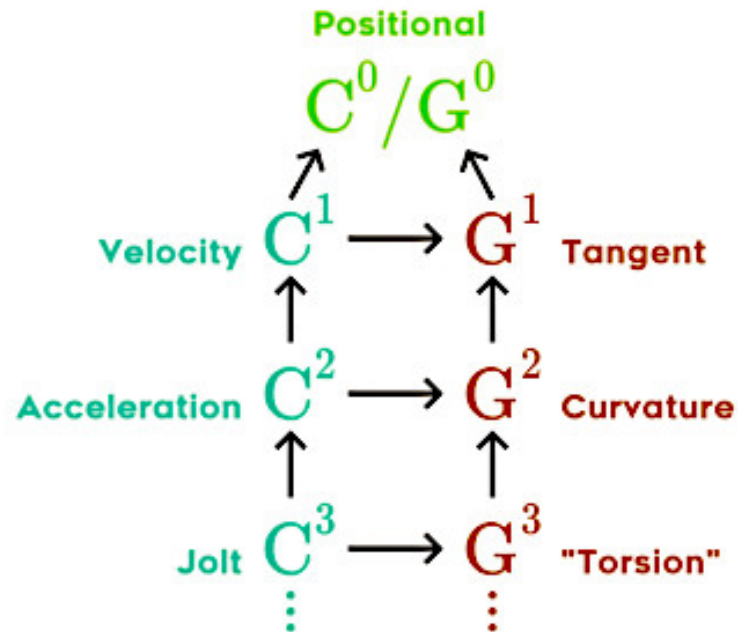 Positional
C⁰/G⁰
Velocity C¹ → G¹ Tangent
Acceleration C² → G² Curvature
Jolt C³ → G³ "Torsion"
⋮ ⋮